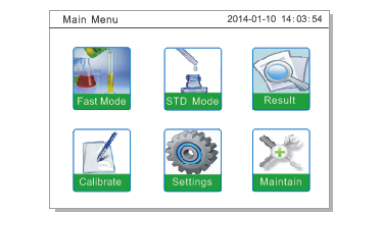 Main Menu 2014-01-10 14:03:54
Fast Mode STD Mode Result
Calibrate Settings Maintain